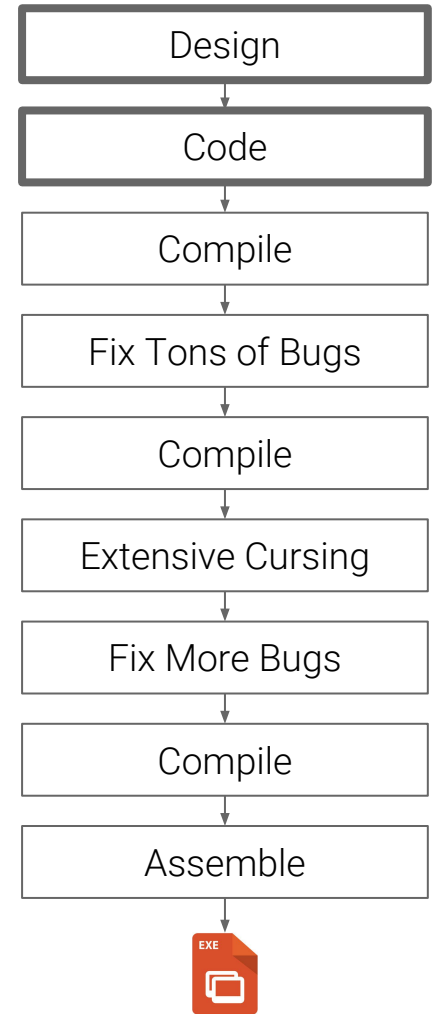 Design
Code
Compile
Fix Tons of Bugs
Compile
Extensive Cursing
Fix More Bugs
Compile
Assemble
EXE